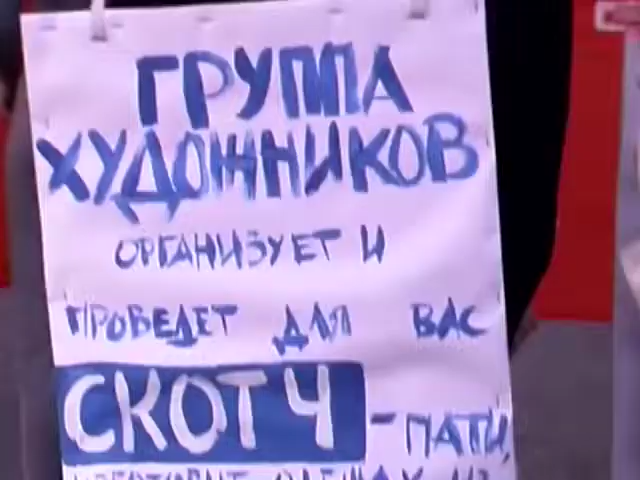 ГРУППА
ХУДОЖНИКОВ
ОРГАНИЗУЕТ И
ПРОВЕДЕТ ДЛЯ ВАС
СКОТЧ-ПАТИ,